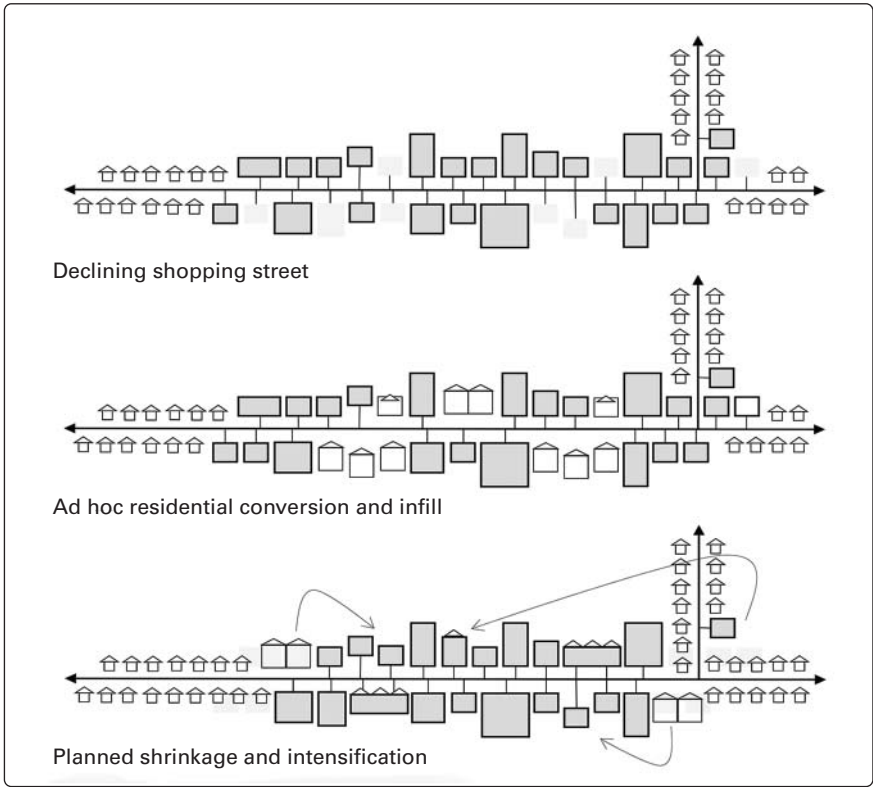 Declining shopping street
Ad hoc residential conversion and infill
Planned shrinkage and intensification